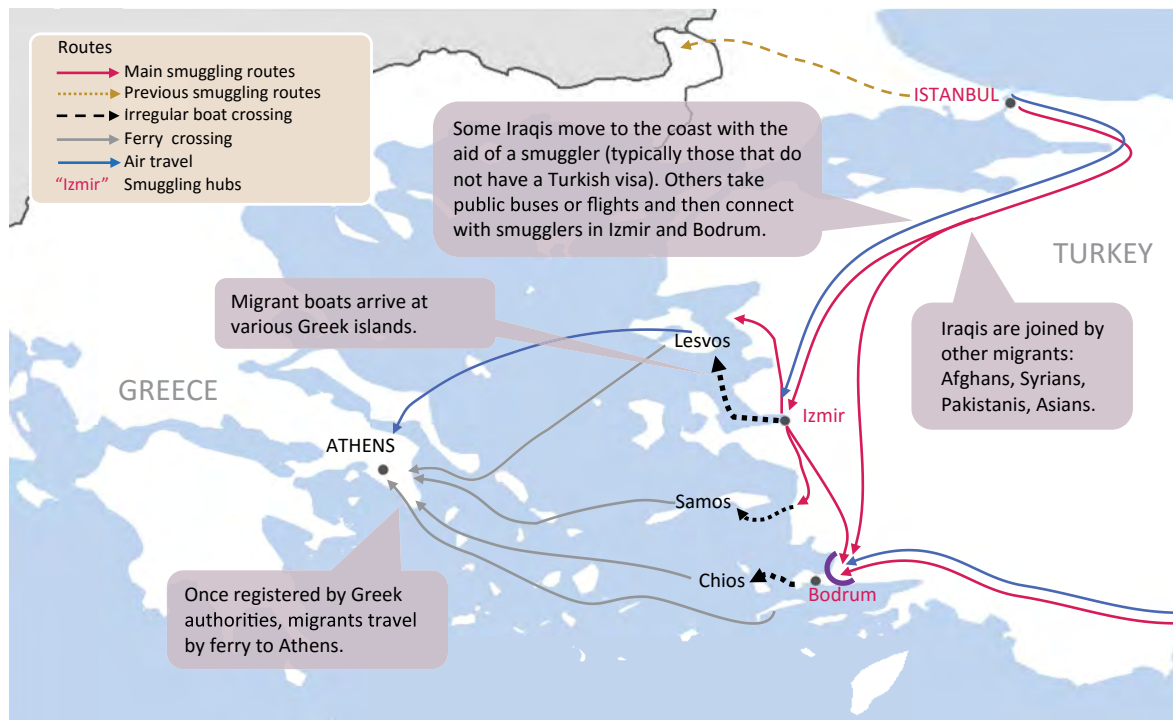 Routes
Main smuggling routes
Previous smuggling routes
Irregular boat crossing
Ferry crossing
Air travel
“Izmir” Smuggling hubs
ISTANBUL
Some Iraqis move to the coast with the
aid of a smuggler (typically those that do
not have a Turkish visa). Others take
public buses or flights and then connect
with smugglers in Izmir and Bodrum.
TURKEY
Migrant boats arrive at
various Greek islands.
Iraqis are joined by
other migrants:
Afghans, Syrians,
Pakistanis, Asians.
Lesvos
GREECE
Izmir
ATHENS
Samos
Chios
Bodrum
Once registered by Greek
authorities, migrants travel
by ferry to Athens.